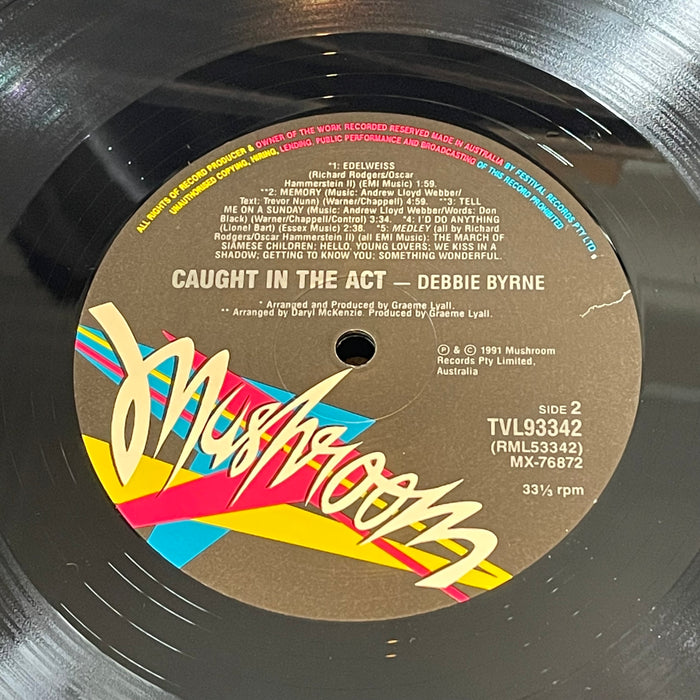 ALL RIGHTS OF RECORD PRODUCER & OWNER OF THE WORK RECORDED RESERVED MADE IN AUSTRALIA BY FESTIVAL RECORDS PTY LTD
UNAUTHORISED COPYING, HIRING, LENDING, PUBLIC PERFORMANCE AND BROADCASTING OF THIS RECORD PROHIBITED
*1: EDELWEISS
(Richard Rodgers/Oscar
Hammerstein II) (EMI Music) 1:59.
**2: MEMORY (Music: Andrew Lloyd Webber/
Text: Trevor Nunn) (Warner/Chappell) 4:59. **3: TELL
ME ON A SUNDAY (Music: Andrew Lloyd Webber/Words: Don
Black) (Warner/Chappell/Control) 3:34. *4: I'D DO ANYTHING
(Lionel Bart) (Essex Music) 2:36. *5: MEDLEY (all by Richard
Rodgers/Oscar Hammerstein II) (all EMI Music): THE MARCH OF
SIAMESE CHILDREN; HELLO, YOUNG LOVERS; WE KISS IN A
SHADOW; GETTING TO KNOW YOU; SOMETHING WONDERFUL.
CAUGHT IN THE ACT — DEBBIE BYRNE
* Arranged and Produced by Graeme Lyall.
** Arranged by Daryl McKenzie. Produced by Graeme Lyall.
Ⓟ & © 1991 Mushroom
Records Pty Limited,
Australia
SIDE 2
TVL93342
(RML53342)
MX-76872
33⅓ rpm
Mushroom